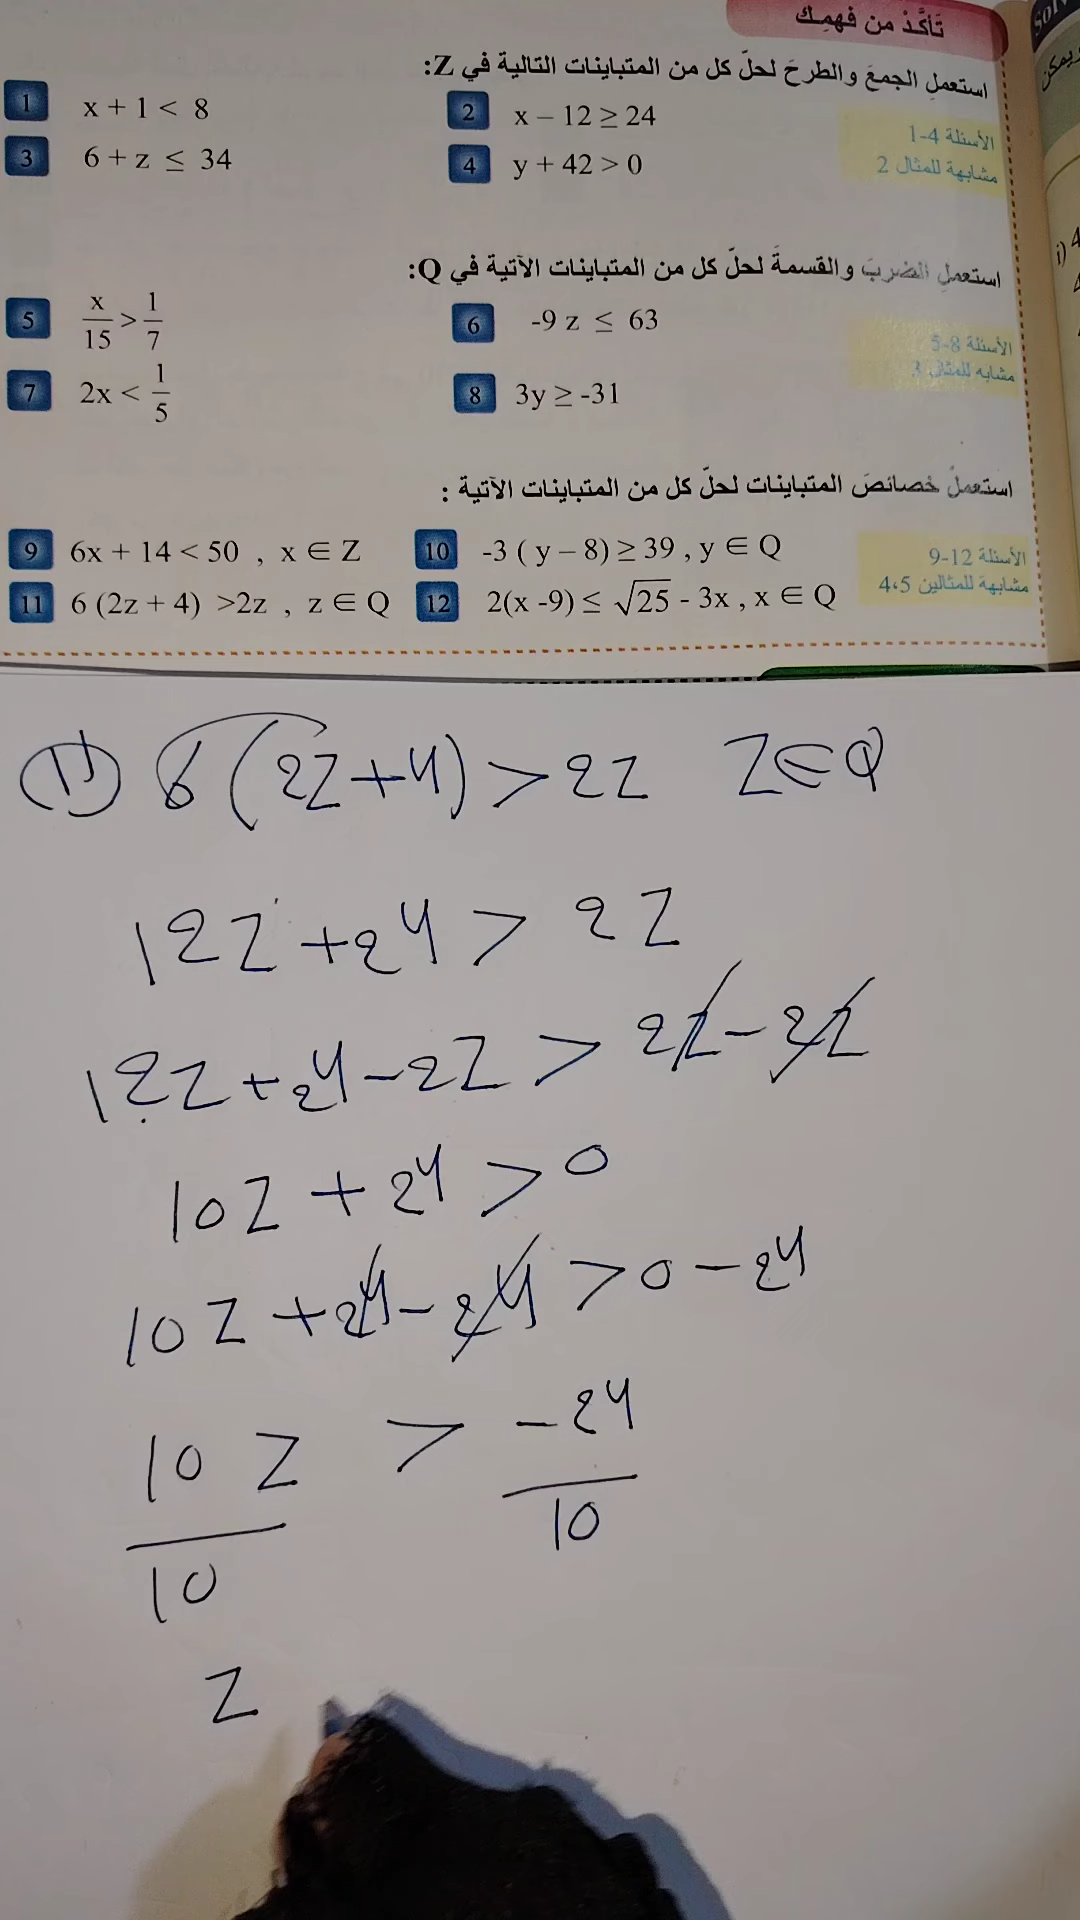 تَأكَّدْ من فهمِك
استعملِ الجمعَ والطرحَ لحلّ كل من المتباينات التالية في Z:
1 x + 1 < 8
2 x – 12 ≥ 24
الأسئلة 4-1
3 6 + z ≤ 34
4 y + 42 > 0
مشابهة للمثال 2
استعملِ الضربَ والقسمةَ لحلّ كل من المتباينات الآتية في Q:
5 x/15 > 1/7
6 -9 z ≤ 63
الأسئلة 8-5
مشابه للمثال 3
7 2x < 1/5
8 3y ≥ -31
استعملْ خصائصَ المتباينات لحلّ كل من المتباينات الآتية :
9 6x + 14 < 50 , x ∈ Z
10 -3 ( y – 8) ≥ 39 , y ∈ Q
الأسئلة 12-9
11 6 (2z + 4) >2z , z ∈ Q
12 2(x -9) ≤ √25 - 3x , x ∈ Q
مشابهة للمثالين 4،5
11 6 (2Z+4) > 2Z Z∈Q
12Z +24 > 2Z
12Z + 24 – 2Z > 2Z – 2Z
10Z + 24 > 0
10Z + 24 – 24 > 0 – 24
10 Z > – 24
10 10
Z